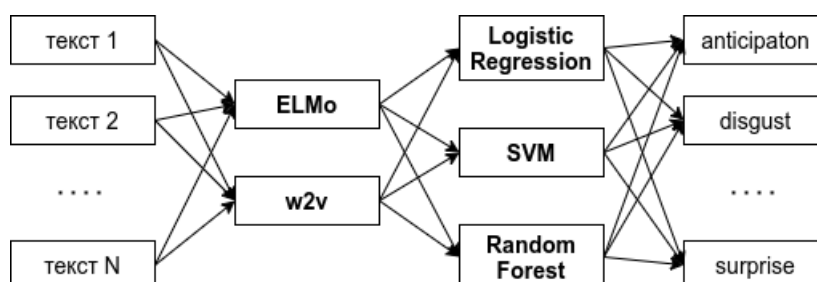 текст 1
текст 2
....
текст N
ELMo
w2v
Logistic
Regression
SVM
Random
Forest
anticipaton
disgust
....
surprise